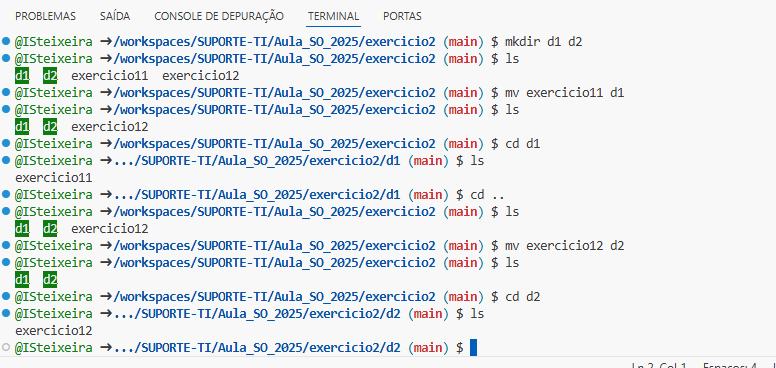 PROBLEMAS SAÍDA CONSOLE DE DEPURAÇÃO TERMINAL PORTAS
@ISteixeira ➜/workspaces/SUPORTE-TI/Aula_SO_2025/exercicio2 (main) $ mkdir d1 d2
@ISteixeira ➜/workspaces/SUPORTE-TI/Aula_SO_2025/exercicio2 (main) $ ls
d1 d2 exercicio11 exercicio12
@ISteixeira ➜/workspaces/SUPORTE-TI/Aula_SO_2025/exercicio2 (main) $ mv exercicio11 d1
@ISteixeira ➜/workspaces/SUPORTE-TI/Aula_SO_2025/exercicio2 (main) $ ls
d1 d2 exercicio12
@ISteixeira ➜/workspaces/SUPORTE-TI/Aula_SO_2025/exercicio2 (main) $ cd d1
@ISteixeira ➜.../SUPORTE-TI/Aula_SO_2025/exercicio2/d1 (main) $ ls
exercicio11
@ISteixeira ➜.../SUPORTE-TI/Aula_SO_2025/exercicio2/d1 (main) $ cd ..
@ISteixeira ➜/workspaces/SUPORTE-TI/Aula_SO_2025/exercicio2 (main) $ ls
d1 d2 exercicio12
@ISteixeira ➜/workspaces/SUPORTE-TI/Aula_SO_2025/exercicio2 (main) $ mv exercicio12 d2
@ISteixeira ➜/workspaces/SUPORTE-TI/Aula_SO_2025/exercicio2 (main) $ ls
d1 d2
@ISteixeira ➜/workspaces/SUPORTE-TI/Aula_SO_2025/exercicio2 (main) $ cd d2
@ISteixeira ➜.../SUPORTE-TI/Aula_SO_2025/exercicio2/d2 (main) $ ls
exercicio12
@ISteixeira ➜.../SUPORTE-TI/Aula_SO_2025/exercicio2/d2 (main) $
Ln 2, Col 1 Espaços: 4